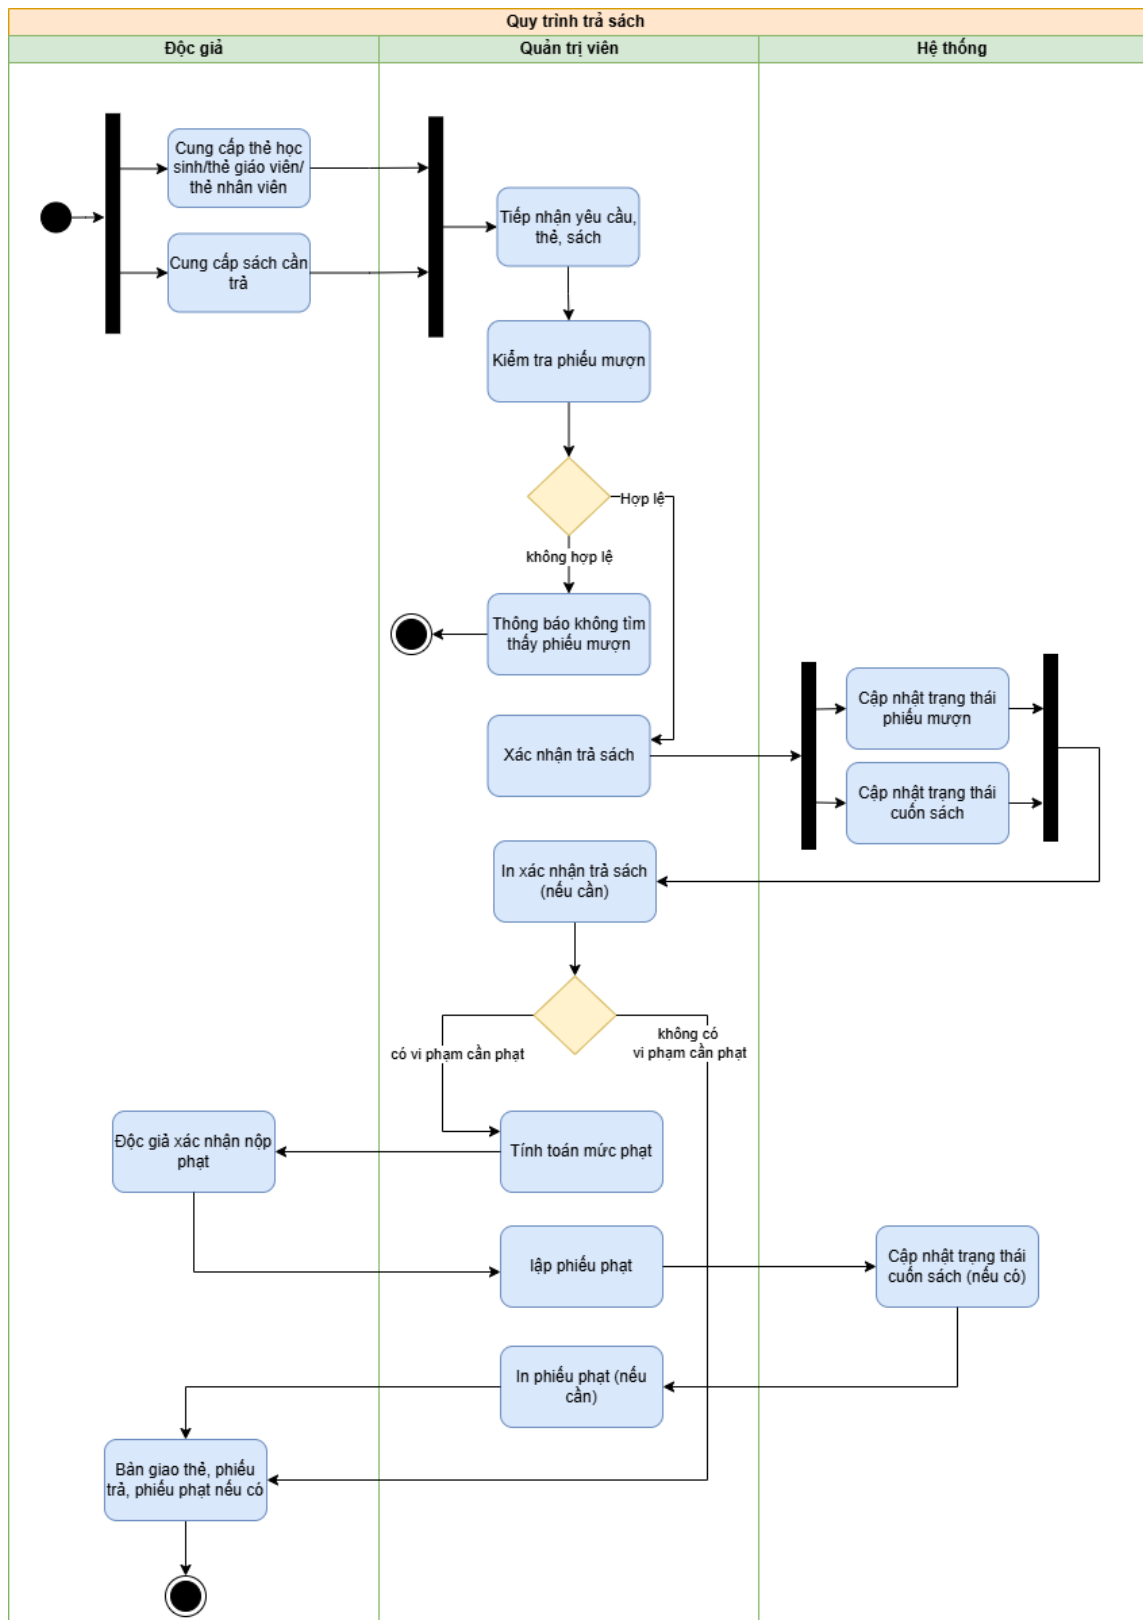 Quy trình trả sách
Độc giả
Quản trị viên
Hệ thống
Cung cấp thẻ học
sinh/thẻ giáo viên/
thẻ nhân viên
Cung cấp sách cần
trả
Tiếp nhận yêu cầu,
thẻ, sách
Kiểm tra phiếu mượn
Hợp lệ
không hợp lệ
Thông báo không tìm
thấy phiếu mượn
Cập nhật trạng thái
phiếu mượn
Xác nhận trả sách
Cập nhật trạng thái
cuốn sách
In xác nhận trả sách
(nếu cần)
có vi phạm cần phạt
không có
vi phạm cần phạt
Độc giả xác nhận nộp
phạt
Tính toán mức phạt
lập phiếu phạt
Cập nhật trạng thái
cuốn sách (nếu có)
In phiếu phạt (nếu
cần)
Bàn giao thẻ, phiếu
trả, phiếu phạt nếu có